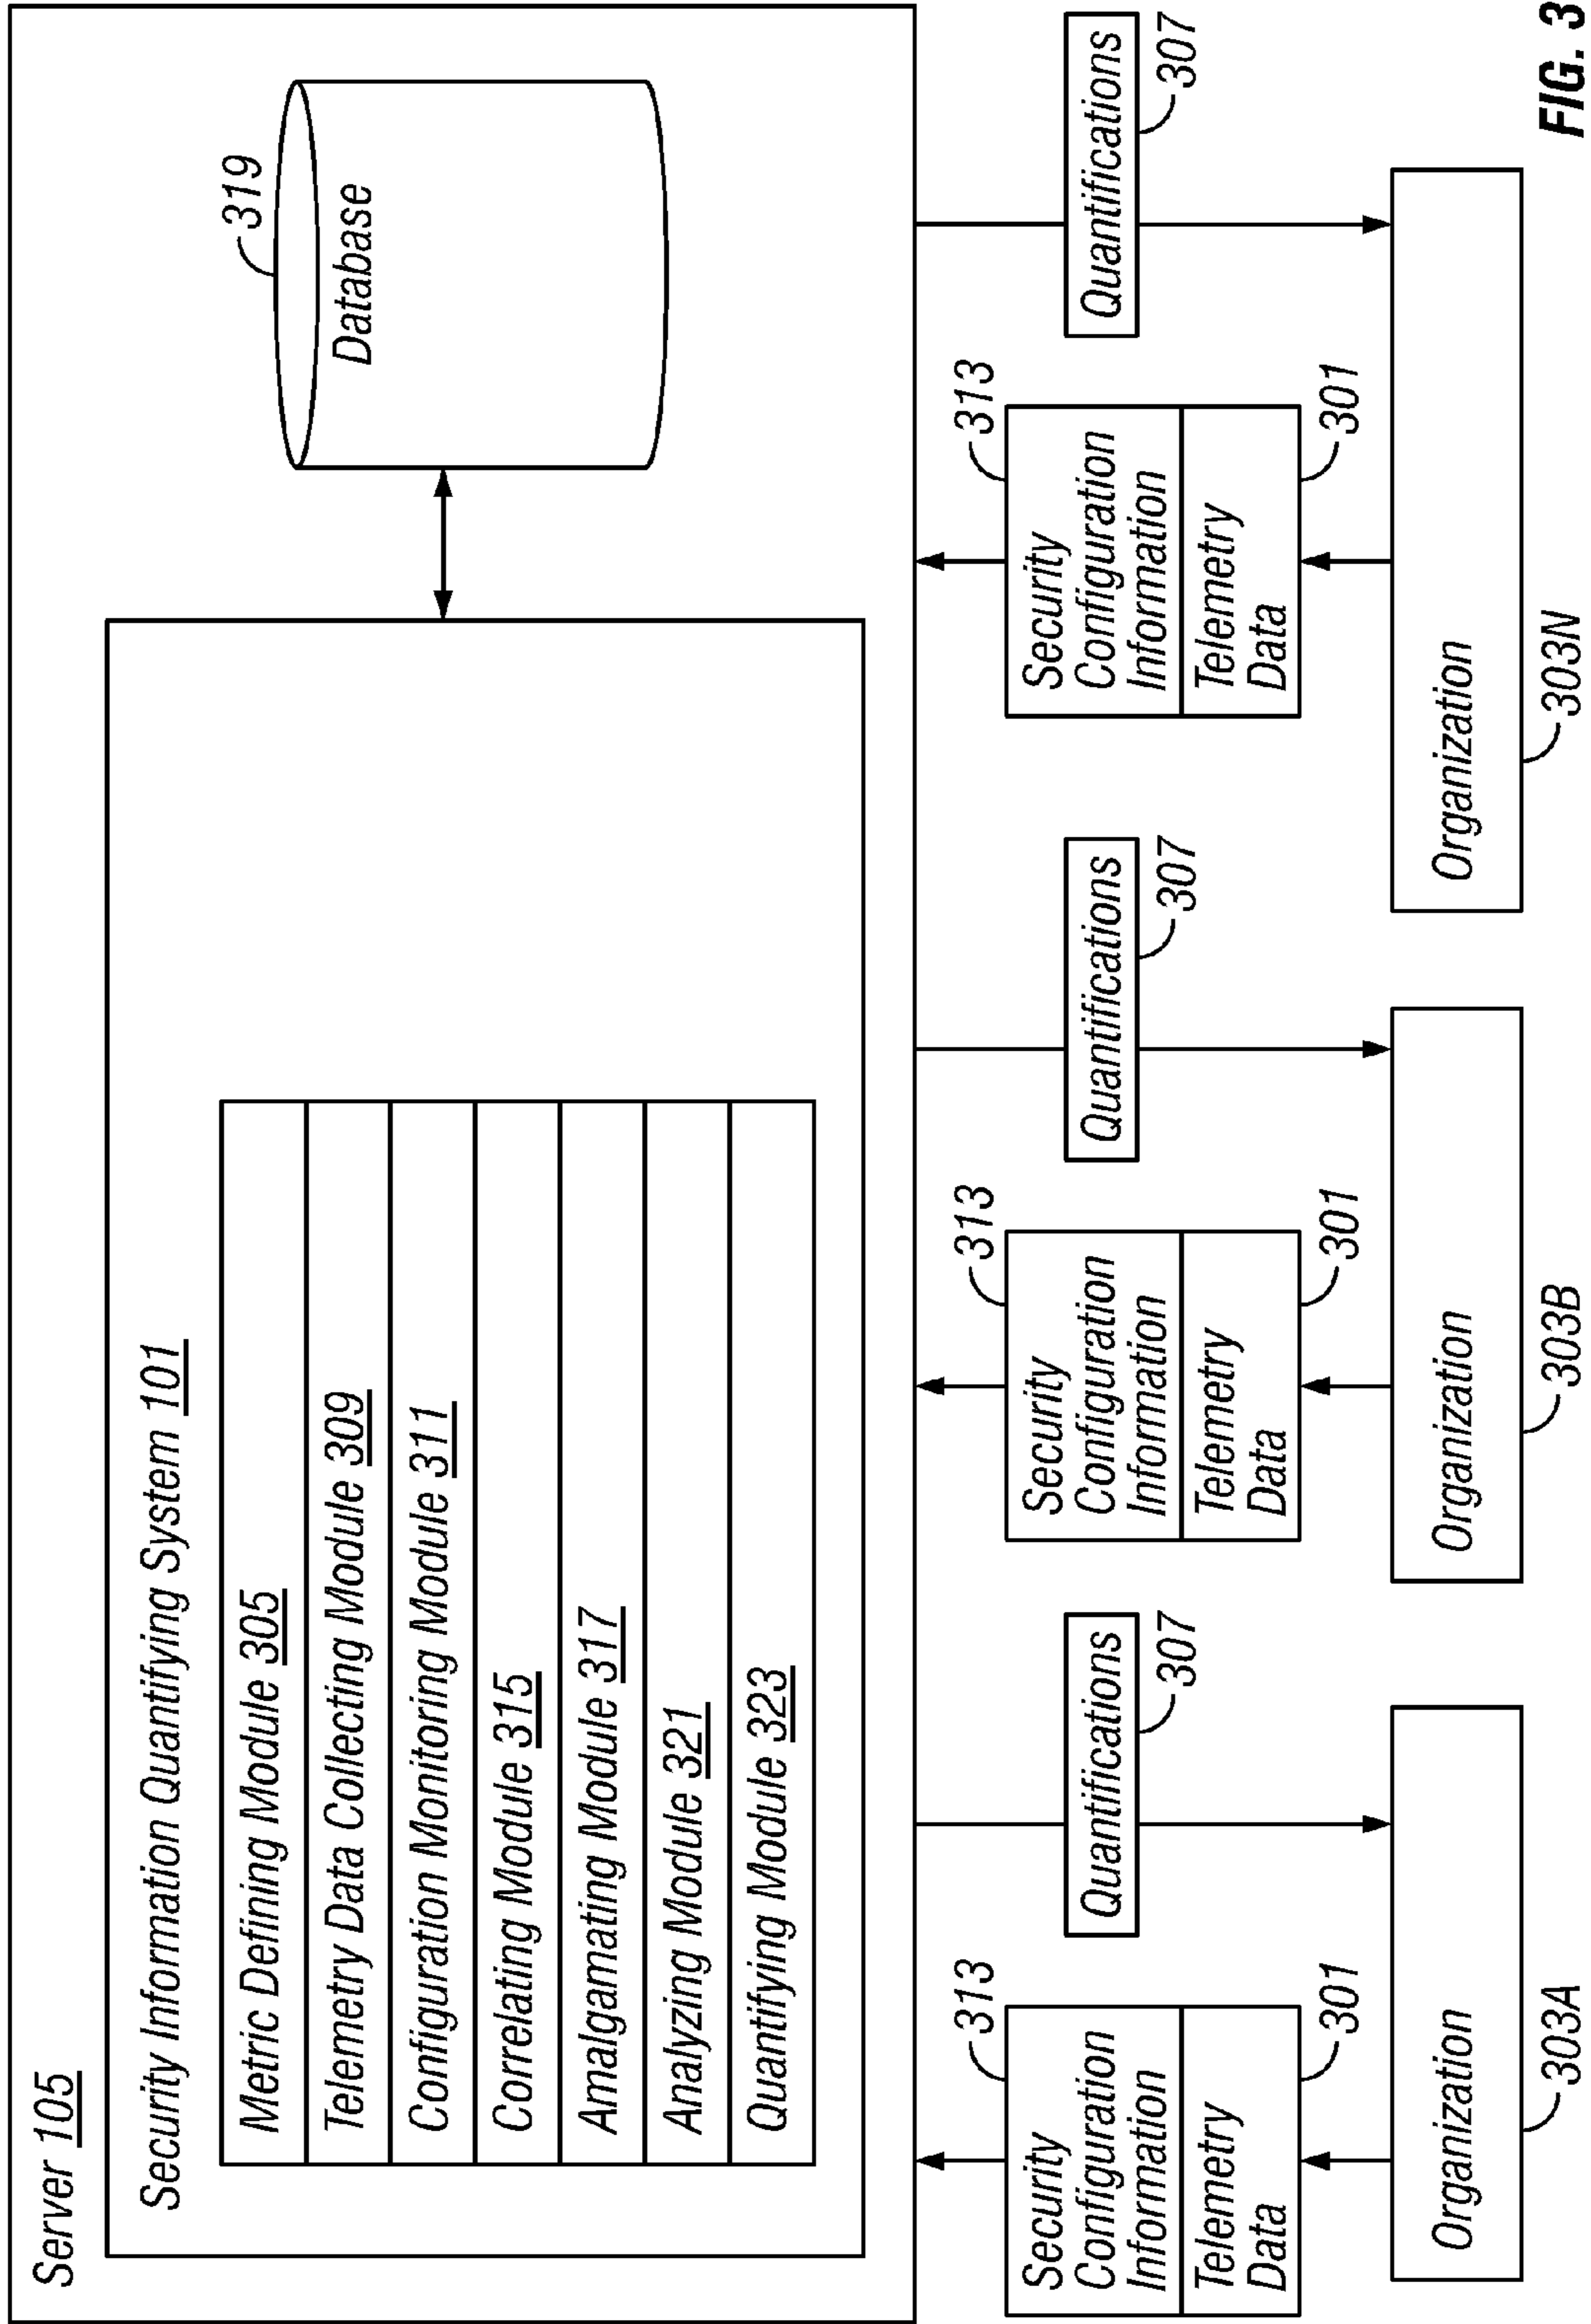 Server 105
Security Information Quantifying System 101
Metric Defining Module 305
Telemetry Data Collecting Module 309
Configuration Monitoring Module 311
Correlating Module 315
Amalgamating Module 317
Analyzing Module 321
Quantifying Module 323
319
Database
313
Security
Configuration
Information
Telemetry
Data
301
Quantifications
307
Organization
303A
313
Security
Configuration
Information
Telemetry
Data
301
Quantifications
307
Organization
303B
313
Security
Configuration
Information
Telemetry
Data
301
Quantifications
307
Organization
303N
FIG. 3